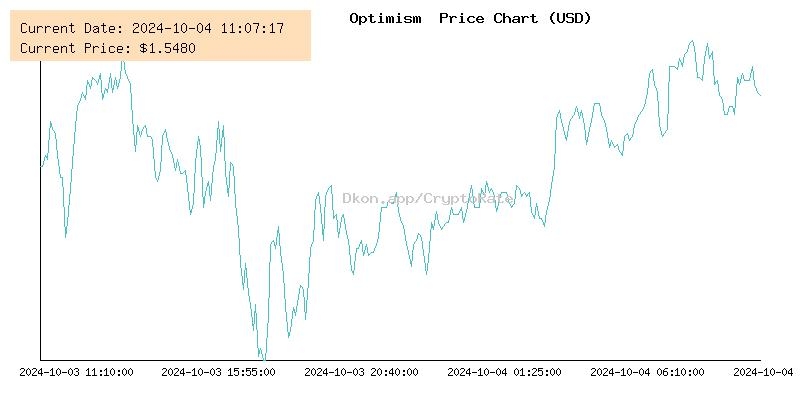 Current Date: 2024-10-04 11:07:17
Current Price: $1.5480
Optimism Price Chart (USD)
Dkon.app/CryptoRate
2024-10-03 11:10:00 2024-10-03 15:55:00 2024-10-03 20:40:00 2024-10-04 01:25:00 2024-10-04 06:10:00 2024-10-04